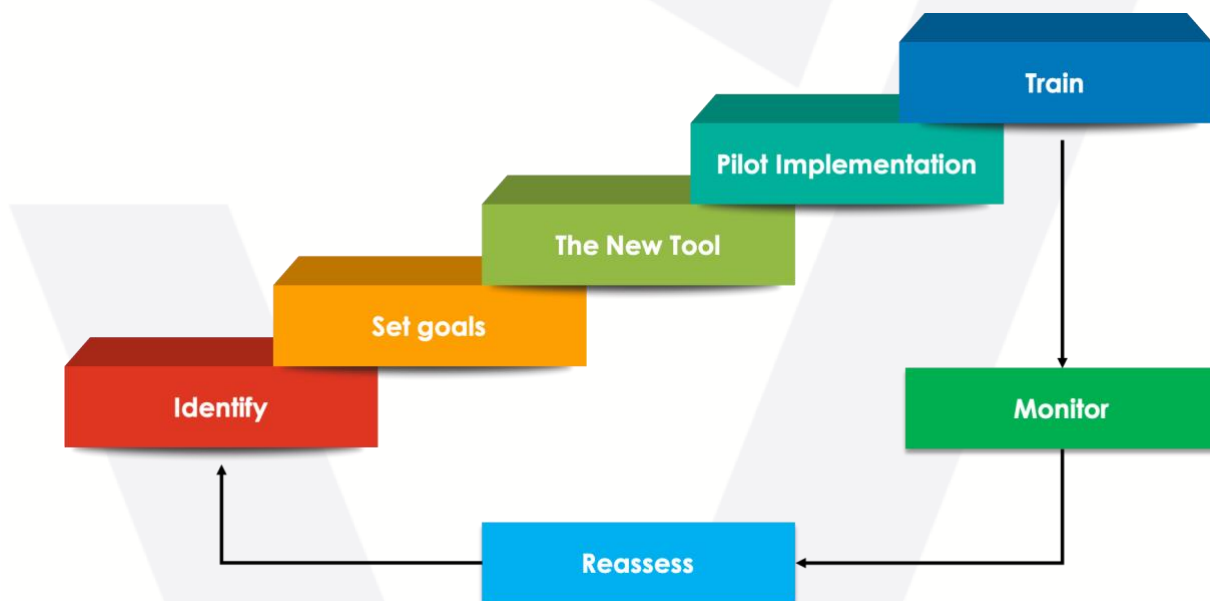 Train
Pilot Implementation
The New Tool
Set goals
Identify
Monitor
Reassess